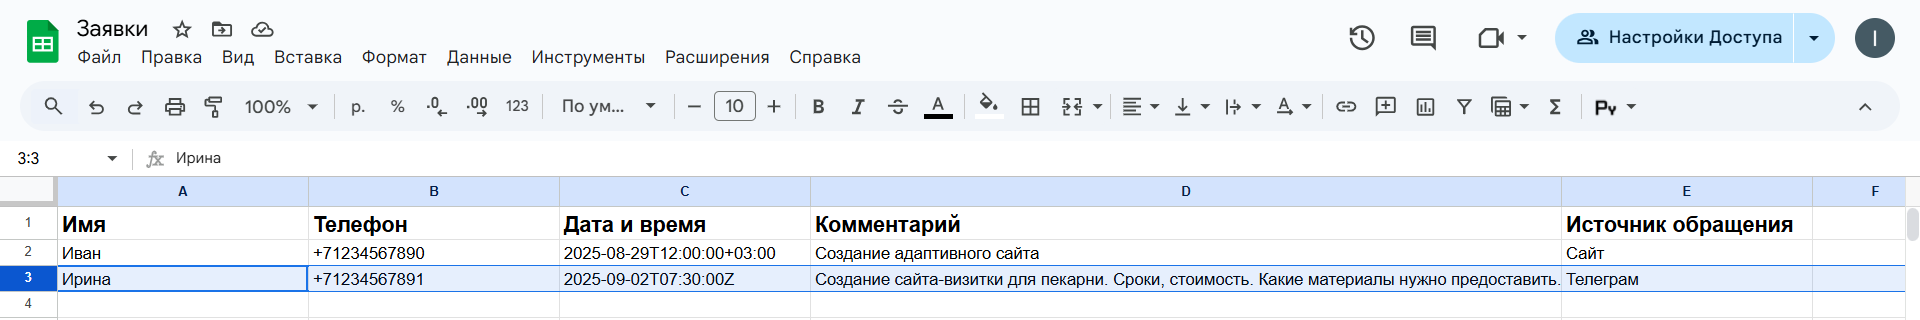 Заявки
Файл Правка Вид Вставка Формат Данные Инструменты Расширения Справка
Настройки Доступа
I
100% р. % .0 .00 123 По ум... 10 B I A A Σ Py
3:3 fx Ирина
A B C D E F
1 Имя Телефон Дата и время Комментарий Источник обращения
2 Иван +71234567890 2025-08-29T12:00:00+03:00 Создание адаптивного сайта Сайт
3 Ирина +71234567891 2025-09-02T07:30:00Z Создание сайта-визитки для пекарни. Сроки, стоимость. Какие материалы нужно предоставить. Телеграм
4